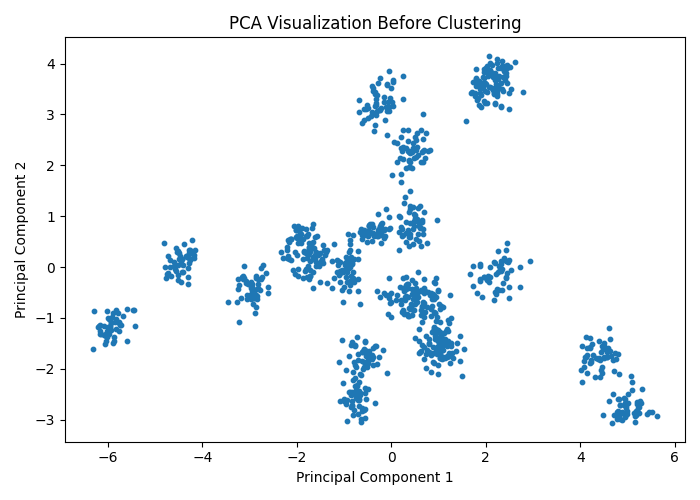 PCA Visualization Before Clustering
Principal Component 2
4
3
2
1
0
−1
−2
−3
−6 −4 −2 0 2 4 6
Principal Component 1